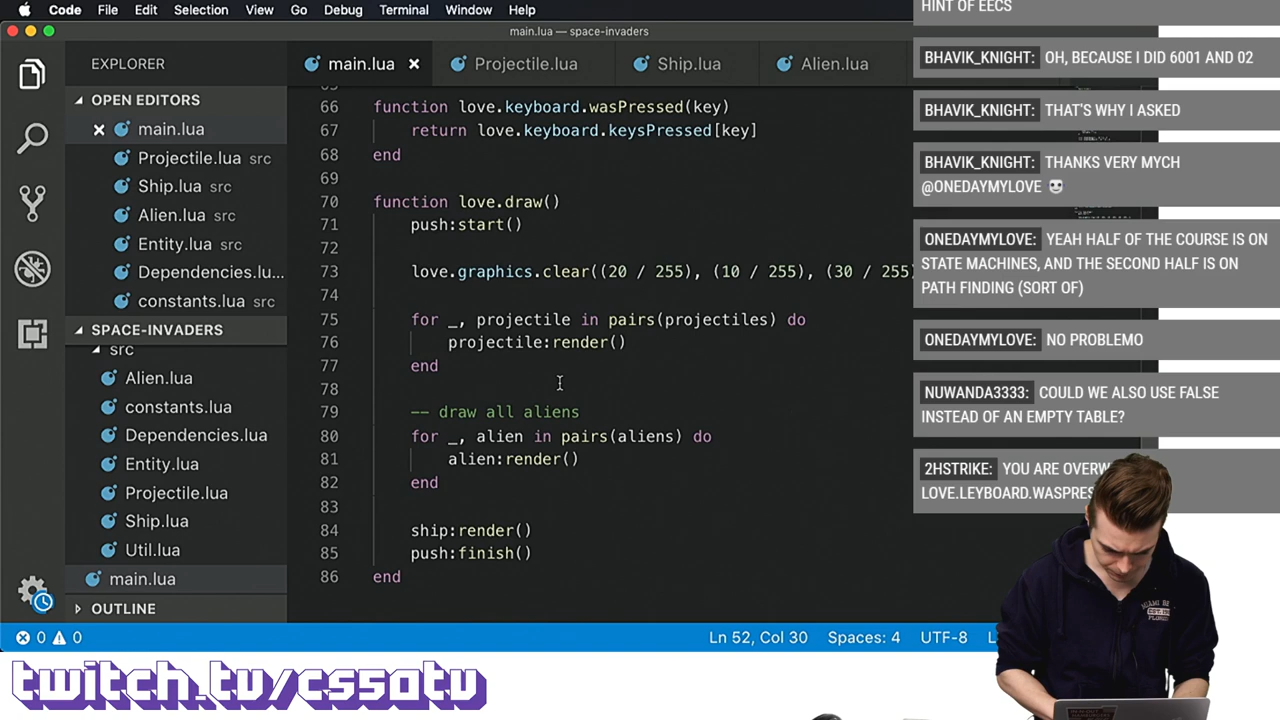 Code File Edit Selection View Go Debug Terminal Window Help
main.lua — space-invaders
EXPLORER
OPEN EDITORS
main.lua
Projectile.lua src
Ship.lua src
Alien.lua src
Entity.lua src
Dependencies.lu...
constants.lua src
SPACE-INVADERS
src
Alien.lua
constants.lua
Dependencies.lua
Entity.lua
Projectile.lua
Ship.lua
Util.lua
main.lua
OUTLINE
main.lua Projectile.lua Ship.lua Alien.lua
66 function love.keyboard.wasPressed(key)
67 return love.keyboard.keysPressed[key]
68 end
69
70 function love.draw()
71 push:start()
72
73 love.graphics.clear((20 / 255), (10 / 255), (30 / 255)
74
75 for _, projectile in pairs(projectiles) do
76 projectile:render()
77 end
78
79 -- draw all aliens
80 for _, alien in pairs(aliens) do
81 alien:render()
82 end
83
84 ship:render()
85 push:finish()
86 end
0 0 Ln 52, Col 30 Spaces: 4 UTF-8
HINT OF EECS
BHAVIK_KNIGHT: OH, BECAUSE I DID 6001 AND 02
BHAVIK_KNIGHT: THAT'S WHY I ASKED
BHAVIK_KNIGHT: THANKS VERY MYCH
@ONEDAYMYLOVE
ONEDAYMYLOVE: YEAH HALF OF THE COURSE IS ON
STATE MACHINES, AND THE SECOND HALF IS ON
PATH FINDING (SORT OF)
ONEDAYMYLOVE: NO PROBLEMO
NUWANDA3333: COULD WE ALSO USE FALSE
INSTEAD OF AN EMPTY TABLE?
2HSTRIKE: YOU ARE
LOVE.LEYBOARD.
twitch.tv/cs50tv